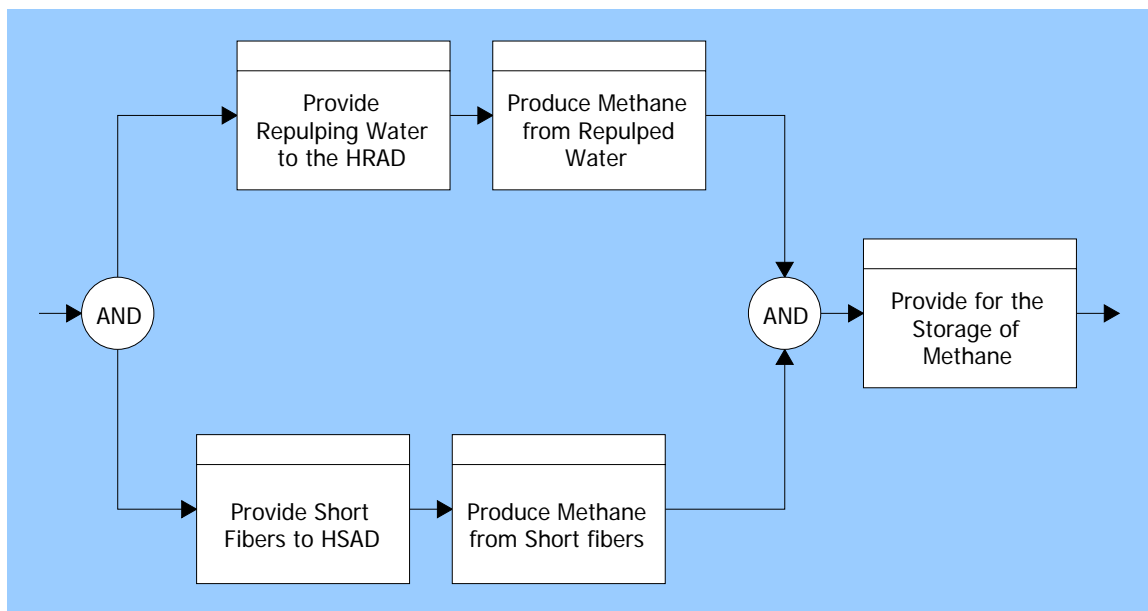 Provide
Repulping Water
to the HRAD
Produce Methane
from Repulped
Water
AND
AND
Provide for the
Storage of
Methane
Provide Short
Fibers to HSAD
Produce Methane
from Short fibers